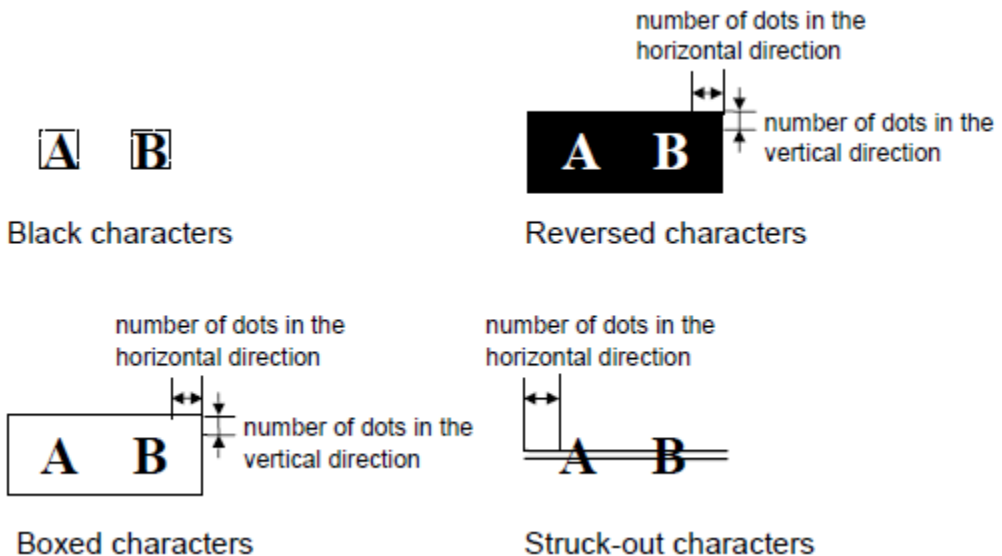 number of dots in the
horizontal direction
number of dots in the
vertical direction
A B
A B
Black characters
Reversed characters
number of dots in the
horizontal direction
number of dots in the
horizontal direction
number of dots in the
vertical direction
A B
A B
Boxed characters
Struck-out characters